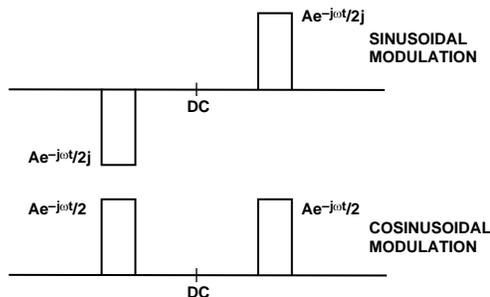 Ae–jωt/2j
SINUSOIDAL
MODULATION
DC
Ae–jωt/2j
Ae–jωt/2
Ae–jωt/2
COSINUSOIDAL
MODULATION
DC